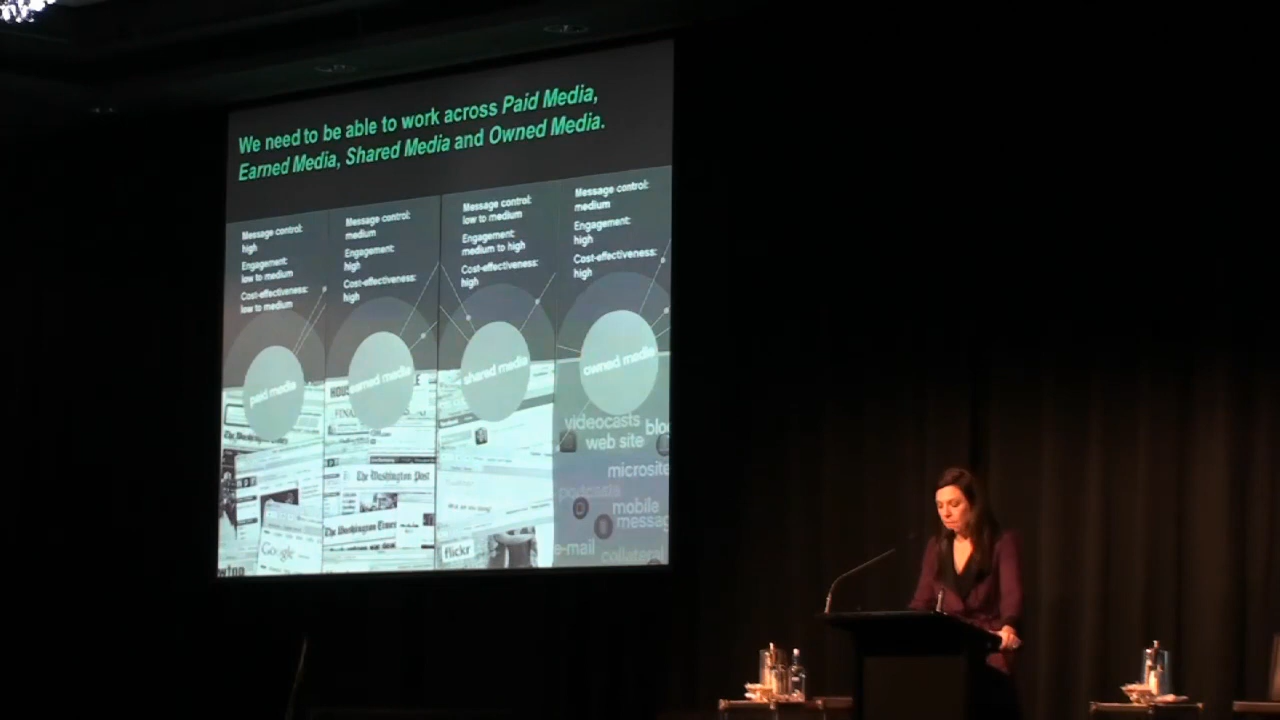 We need to be able to work across Paid Media,
Earned Media, Shared Media and Owned Media.
Message control:
high
Engagement:
low to medium
Cost-effectiveness:
low to medium
paid media
Message control:
medium
Engagement:
high
Cost-effectiveness:
high
earned media
Message control:
low to medium
Engagement:
medium to high
Cost-effectiveness:
high
shared media
Message control:
medium
Engagement:
high
Cost-effectiveness:
high
owned media
Google
The Washington Post
The Washington Times
flickr
videocasts
web site
microsite
podcasts
mobile
messag
e-mail
collateral